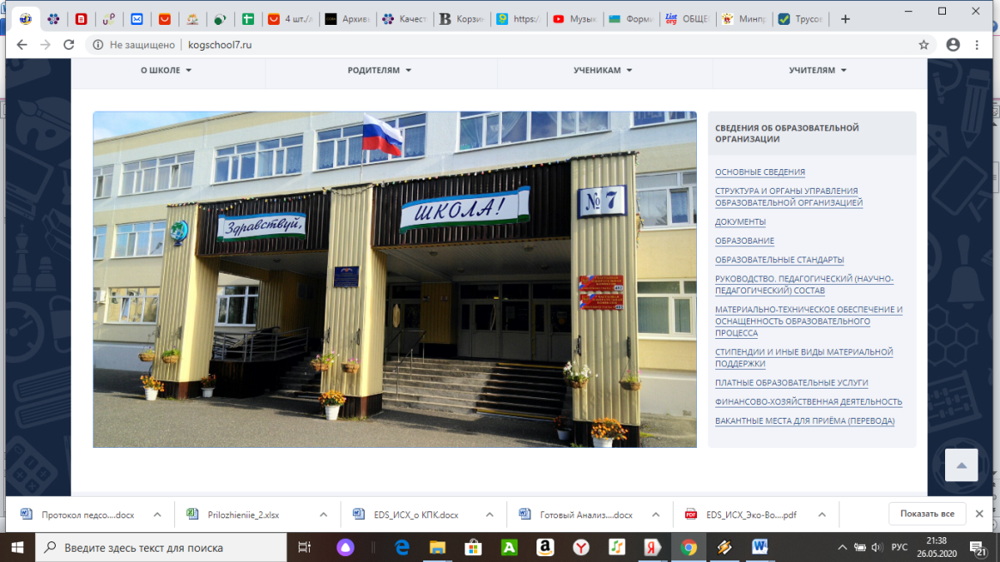 4 шт./л
Архив
Качест
Корзин
https:/
Музык
Форми
ОБЩЕ
Минпр
Трусов
Не защищено
kogschool7.ru
О ШКОЛЕ
РОДИТЕЛЯМ
УЧЕНИКАМ
УЧИТЕЛЯМ
Здравствуй,
ШКОЛА!
№ 7
СВЕДЕНИЯ ОБ ОБРАЗОВАТЕЛЬНОЙ
ОРГАНИЗАЦИИ
ОСНОВНЫЕ СВЕДЕНИЯ
СТРУКТУРА И ОРГАНЫ УПРАВЛЕНИЯ
ОБРАЗОВАТЕЛЬНОЙ ОРГАНИЗАЦИЕЙ
ДОКУМЕНТЫ
ОБРАЗОВАНИЕ
ОБРАЗОВАТЕЛЬНЫЕ СТАНДАРТЫ
РУКОВОДСТВО. ПЕДАГОГИЧЕСКИЙ (НАУЧНО-
ПЕДАГОГИЧЕСКИЙ) СОСТАВ
МАТЕРИАЛЬНО-ТЕХНИЧЕСКОЕ ОБЕСПЕЧЕНИЕ И
ОСНАЩЕННОСТЬ ОБРАЗОВАТЕЛЬНОГО
ПРОЦЕССА
СТИПЕНДИИ И ИНЫЕ ВИДЫ МАТЕРИАЛЬНОЙ
ПОДДЕРЖКИ
ПЛАТНЫЕ ОБРАЗОВАТЕЛЬНЫЕ УСЛУГИ
ФИНАНСОВО-ХОЗЯЙСТВЕННАЯ ДЕЯТЕЛЬНОСТЬ
ВАКАНТНЫЕ МЕСТА ДЛЯ ПРИЁМА (ПЕРЕВОДА)
Протокол педсо....docx
Prilozhieniie_2.xlsx
EDS_ИСХ_о КПК.docx
Готовый Анализ....docx
EDS_ИСХ_Эко-Во....pdf
Показать все
Введите здесь текст для поиска
РУС
21:38
26.05.2020
21